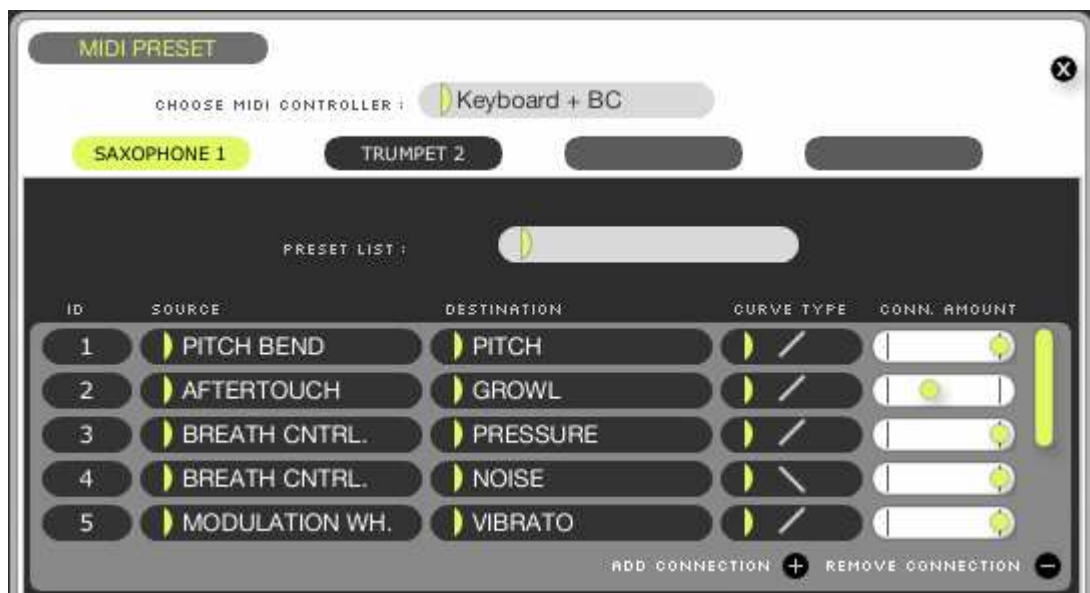 MIDI PRESET
X
CHOOSE MIDI CONTROLLER : Keyboard + BC
SAXOPHONE 1 TRUMPET 2
PRESET LIST :
ID SOURCE DESTINATION CURVE TYPE CONN. AMOUNT
1 PITCH BEND PITCH
2 AFTERTOUCH GROWL
3 BREATH CNTRL. PRESSURE
4 BREATH CNTRL. NOISE
5 MODULATION WH. VIBRATO
ADD CONNECTION + REMOVE CONNECTION −